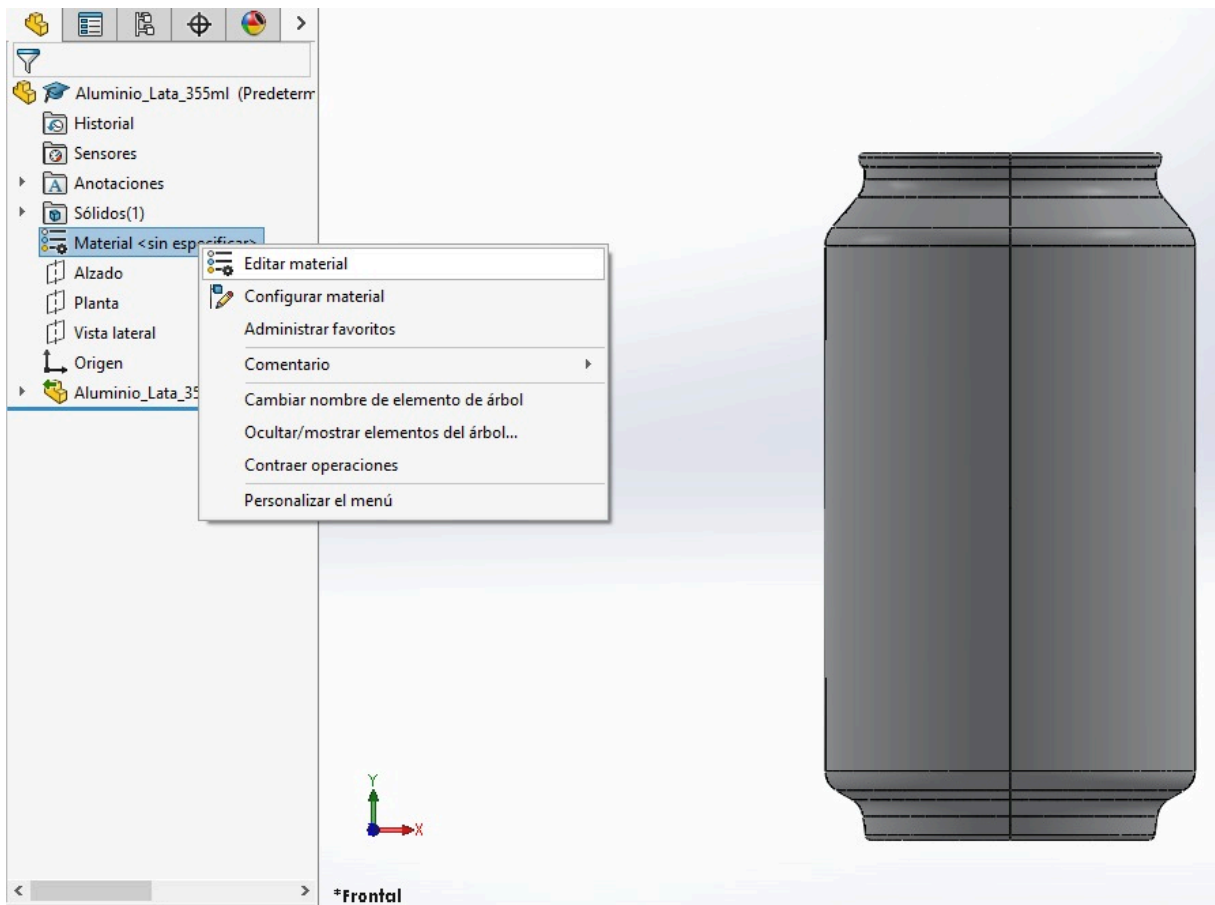 Aluminio_Lata_355ml (Predeterm
Historial
Sensores
Anotaciones
Sólidos(1)
Material <sin especificar>
Editar material
Alzado
Configurar material
Planta
Administrar favoritos
Vista lateral
Comentario
Origen
Aluminio_Lata_35
Cambiar nombre de elemento de árbol
Ocultar/mostrar elementos del árbol...
Contraer operaciones
Personalizar el menú
Y
X
*Frontal